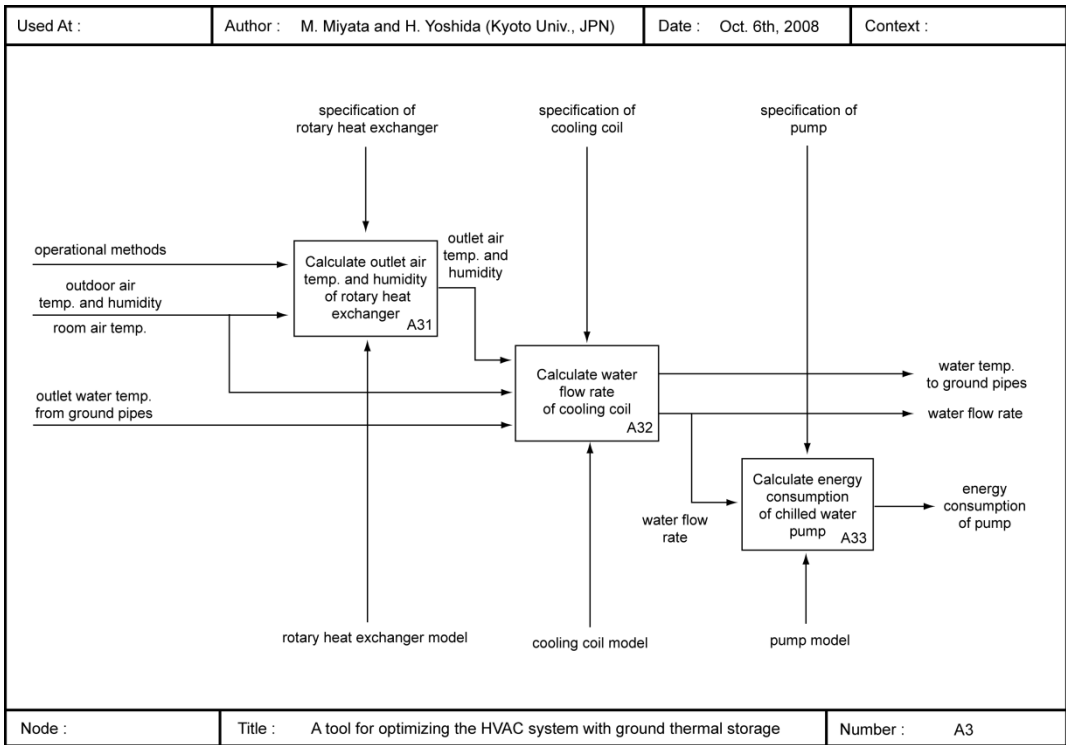 Used At :
Author : M. Miyata and H. Yoshida (Kyoto Univ., JPN)
Date : Oct. 6th, 2008
Context :
specification of
rotary heat exchanger
specification of
cooling coil
specification of
pump
operational methods
outdoor air
temp. and humidity
room air temp.
outlet water temp.
from ground pipes
Calculate outlet air
temp. and humidity
of rotary heat
exchanger
A31
outlet air
temp. and
humidity
Calculate water
flow rate
of cooling coil
A32
water temp.
to ground pipes
water flow rate
water flow
rate
Calculate energy
consumption
of chilled water
pump
A33
energy
consumption
of pump
rotary heat exchanger model
cooling coil model
pump model
Node :
Title : A tool for optimizing the HVAC system with ground thermal storage
Number : A3